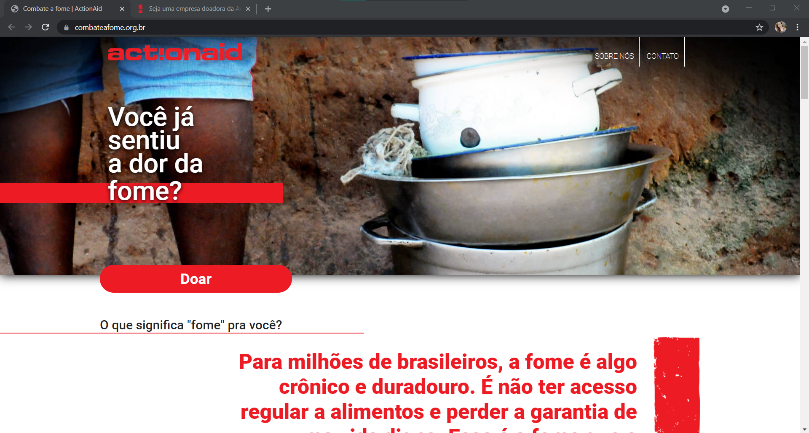 Combate a fome | ActionAid
Seja uma empresa doadora da A
combateafome.org.br
actionaid
SOBRE NÓS
CONTATO
Você já
sentiu
a dor da
fome?
Doar
O que significa "fome" pra você?
Para milhões de brasileiros, a fome é algo
crônico e duradouro. É não ter acesso
regular a alimentos e perder a garantia de